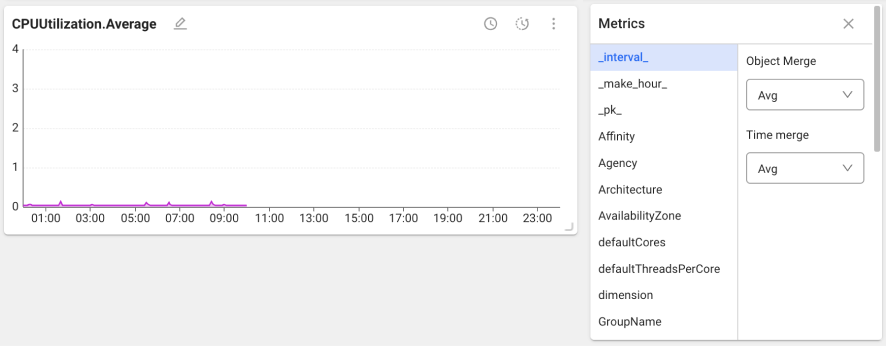 CPUUtilization.Average
4
3
2
1
0
01:00 03:00 05:00 07:00 09:00 11:00 13:00 15:00 17:00 19:00 21:00 23:00
Metrics
_interval_
_make_hour_
_pk_
Affinity
Agency
Architecture
AvailabilityZone
defaultCores
defaultThreadsPerCore
dimension
GroupName
Object Merge
Avg
Time merge
Avg